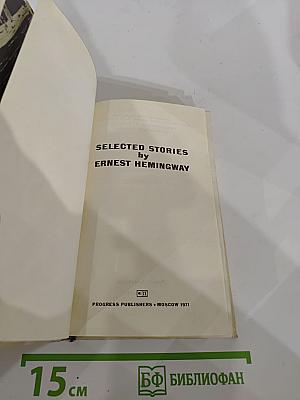 SELECTED STORIES
by
ERNEST HEMINGWAY
PROGRESS PUBLISHERS • MOSCOW 1971
15 см
БФ БИБЛИОФАН